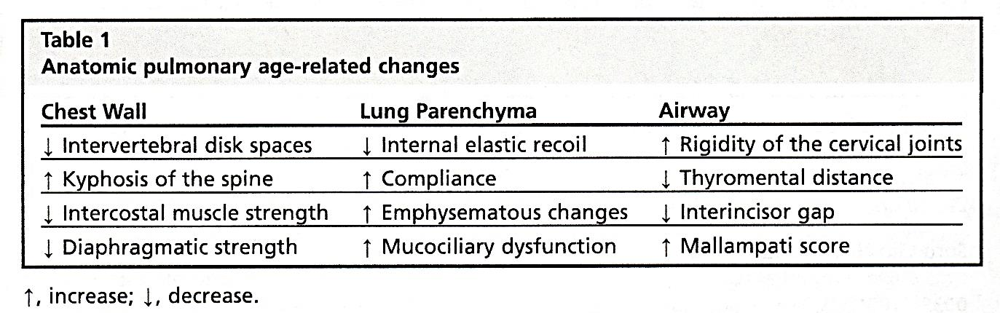 Table 1
Anatomic pulmonary age-related changes
Chest Wall Lung Parenchyma Airway
↓ Intervertebral disk spaces ↓ Internal elastic recoil ↑ Rigidity of the cervical joints
↑ Kyphosis of the spine ↑ Compliance ↓ Thyromental distance
↓ Intercostal muscle strength ↑ Emphysematous changes ↓ Interincisor gap
↓ Diaphragmatic strength ↑ Mucociliary dysfunction ↑ Mallampati score
↑, increase; ↓, decrease.